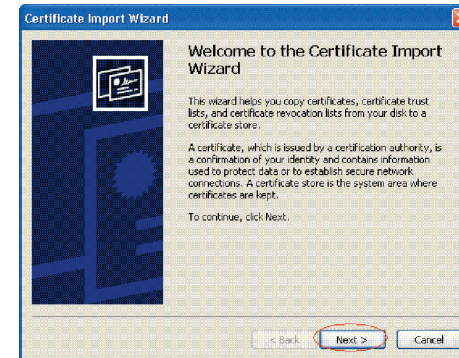 Certificate Import Wizard
Welcome to the Certificate Import
Wizard
This wizard helps you copy certificates, certificate trust
lists, and certificate revocation lists from your disk to a
certificate store.
A certificate, which is issued by a certification authority, is
a confirmation of your identity and contains information
used to protect data or to establish secure network
connections. A certificate store is the system area where
certificates are kept.
To continue, click Next.
< Back Next > Cancel